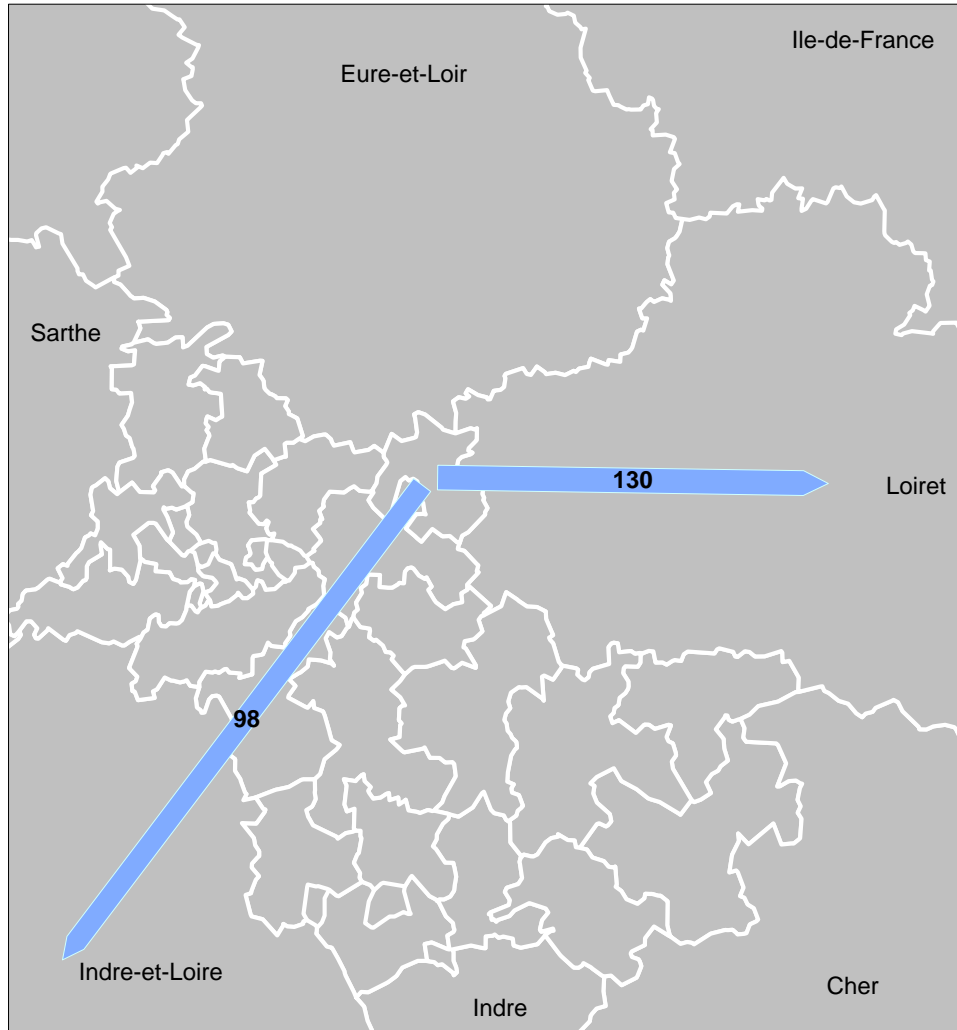 Ile-de-France
Eure-et-Loir
Sarthe
130
Loiret
98
Indre-et-Loire
Cher
Indre